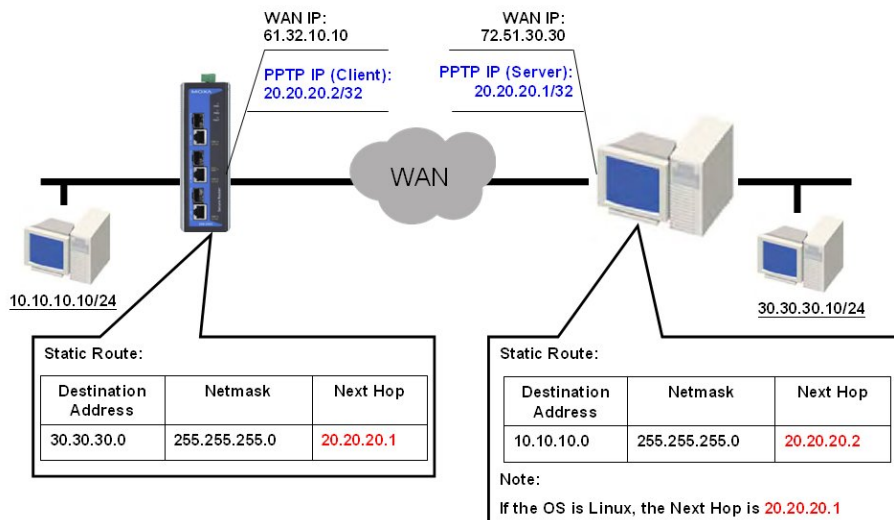 WAN IP:
61.32.10.10
PPTP IP (Client):
20.20.20.2/32
WAN IP:
72.51.30.30
PPTP IP (Server):
20.20.20.1/32
MOXA
WAN
10.10.10.10/24
30.30.30.10/24
Static Route:
Destination Address	Netmask	Next Hop
30.30.30.0	255.255.255.0	20.20.20.1
Static Route:
Destination Address	Netmask	Next Hop
10.10.10.0	255.255.255.0	20.20.20.2
Note:
If the OS is Linux, the Next Hop is 20.20.20.1